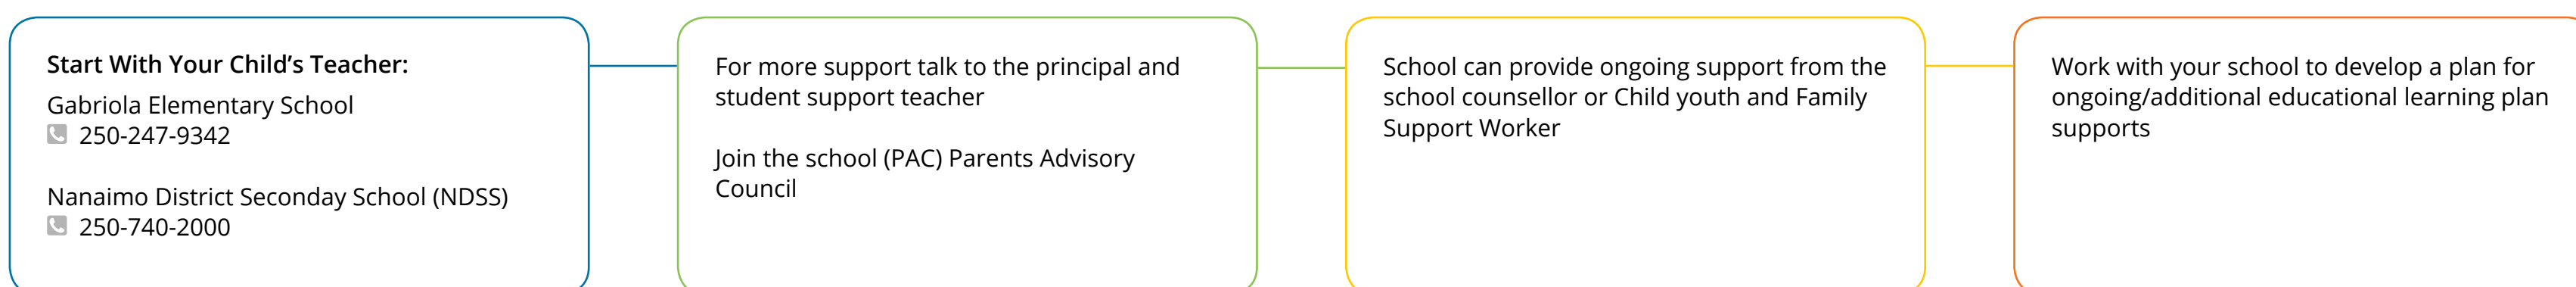 Start With Your Child’s Teacher:
Gabriola Elementary School
250-247-9342
Nanaimo District Seconday School (NDSS)
250-740-2000
For more support talk to the principal and
student support teacher
Join the school (PAC) Parents Advisory
Council
School can provide ongoing support from the
school counsellor or Child youth and Family
Support Worker
Work with your school to develop a plan for
ongoing/additional educational learning plan
supports